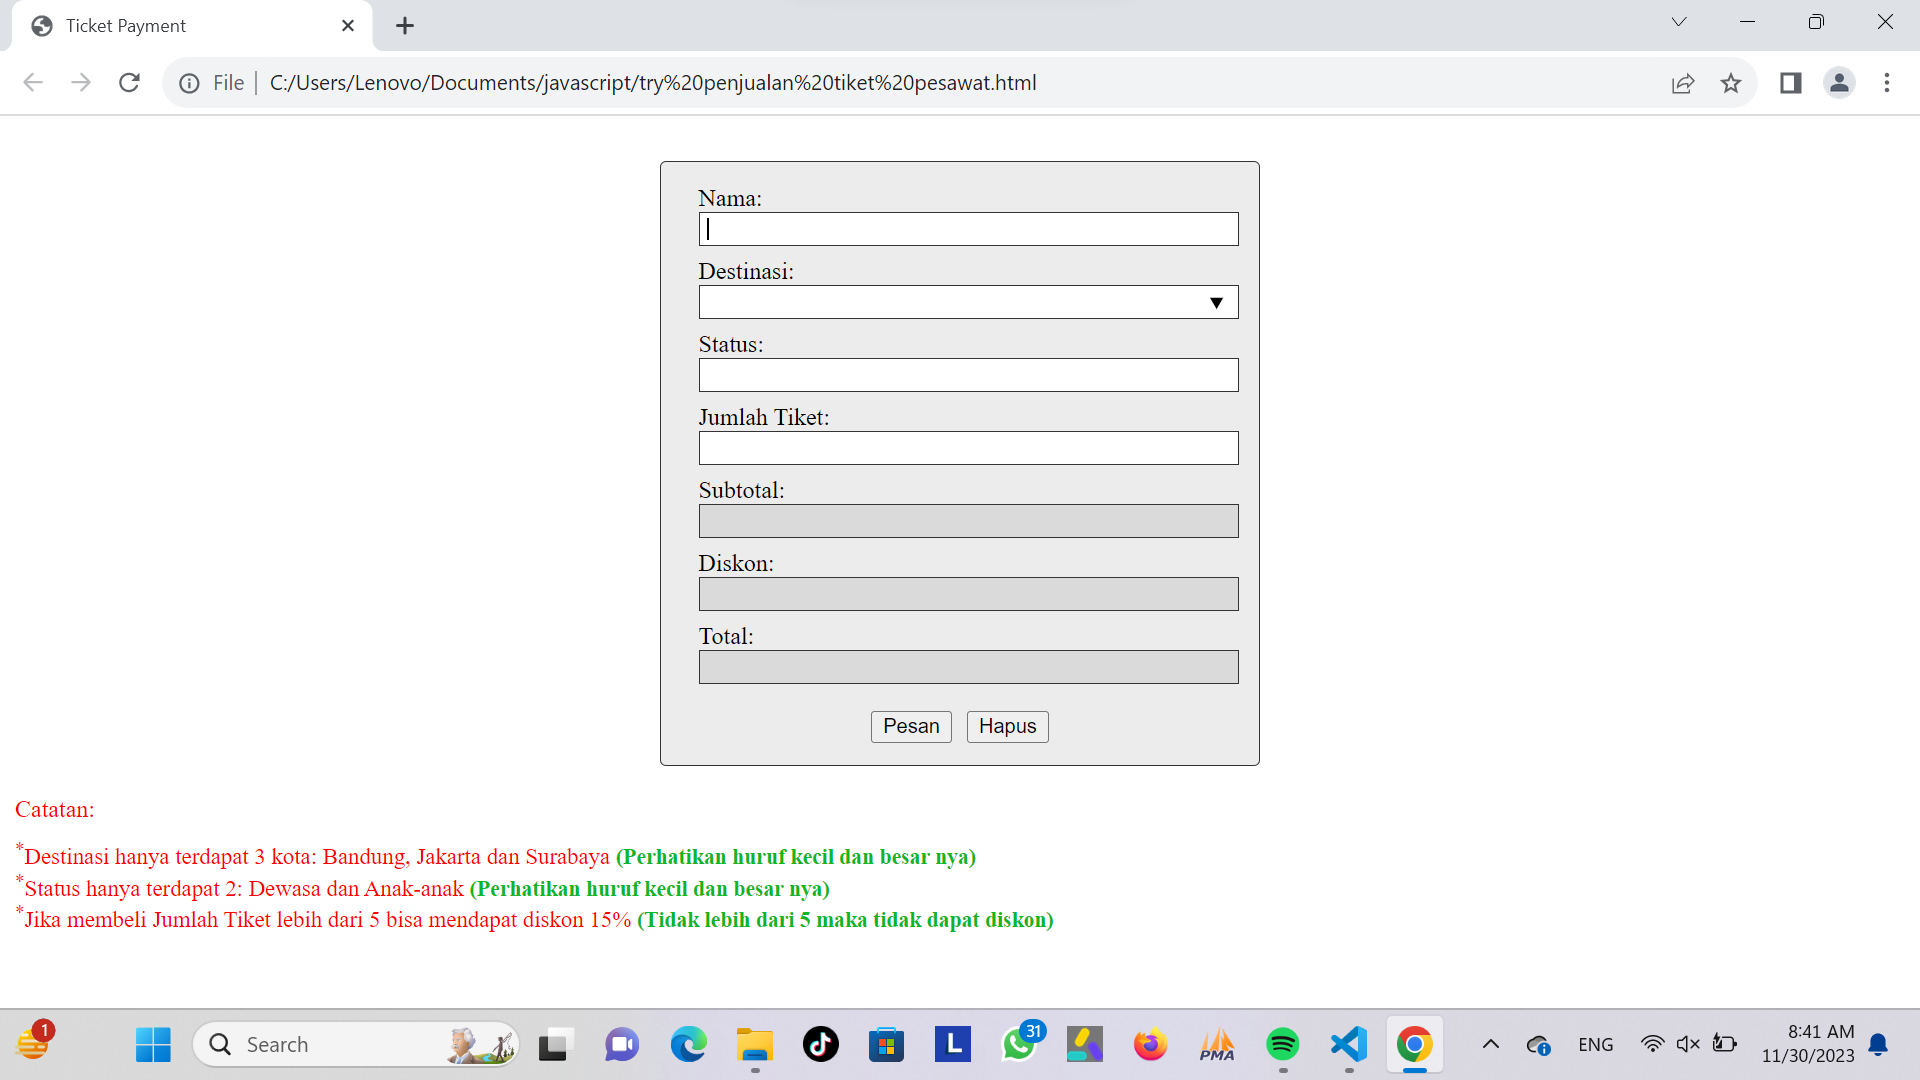 Ticket Payment
File
C:/Users/Lenovo/Documents/javascript/try%20penjualan%20tiket%20pesawat.html
Nama:
Destinasi:
Status:
Jumlah Tiket:
Subtotal:
Diskon:
Total:
Pesan Hapus
Catatan:
*Destinasi hanya terdapat 3 kota: Bandung, Jakarta dan Surabaya (Perhatikan huruf kecil dan besar nya)
*Status hanya terdapat 2: Dewasa dan Anak-anak (Perhatikan huruf kecil dan besar nya)
*Jika membeli Jumlah Tiket lebih dari 5 bisa mendapat diskon 15% (Tidak lebih dari 5 maka tidak dapat diskon)
1
Search
L
31
PMA
ENG
8:41 AM
11/30/2023